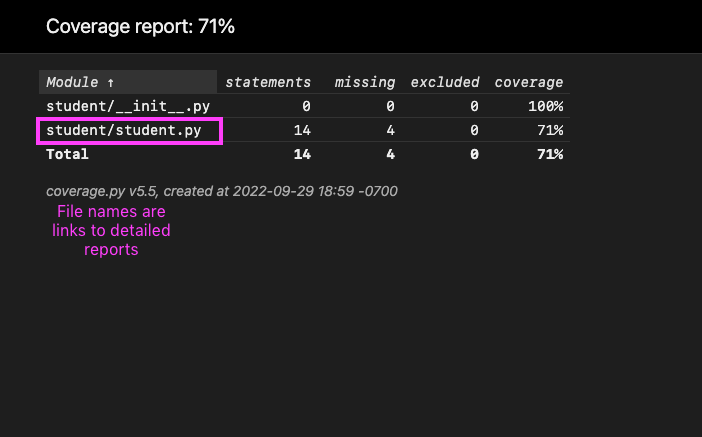 Coverage report: 71%
Module ↑ statements missing excluded coverage
student/__init__.py 0 0 0 100%
student/student.py 14 4 0 71%
Total 14 4 0 71%
coverage.py v5.5, created at 2022-09-29 18:59 -0700
File names are
links to detailed
reports